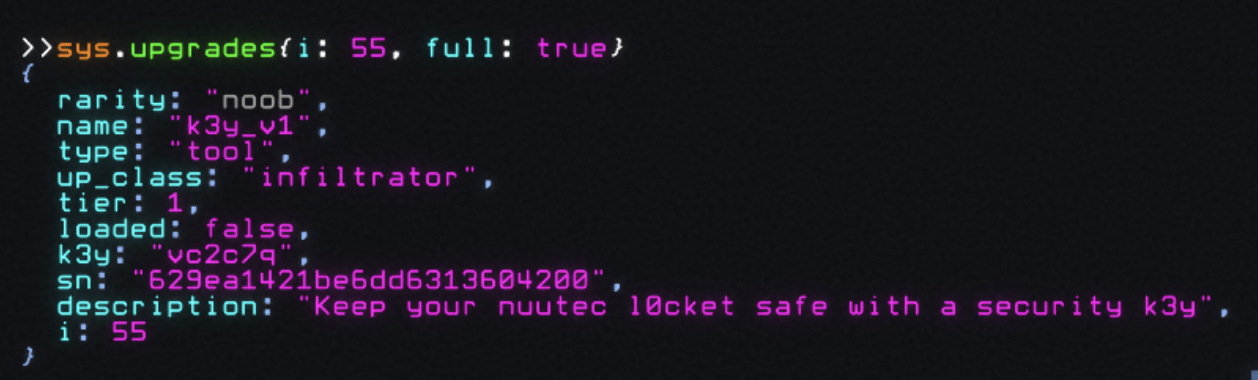 >>sys.upgrades{i: 55, full: true}
{
  rarity: "noob",
  name: "k3y_v1",
  type: "tool",
  up_class: "infiltrator",
  tier: 1,
  loaded: false,
  k3y: "vc2c7q",
  sn: "629ea1421be6dd6313604200",
  description: "Keep your nuutec l0cket safe with a security k3y",
  i: 55
}